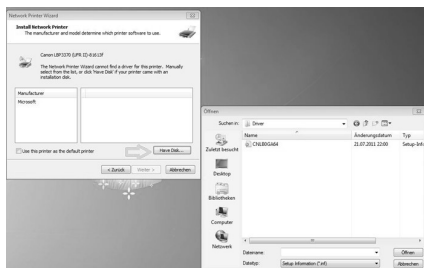 Network Printer Wizard
Install Network Printer
The manufacturer and model determine which printer software to use.
Canon LBP3370 (UFR II)-81613F
The Network Printer Wizard cannot find a driver for this printer. Manually
select from the list, or click 'Have Disk' if your printer came with an
installation disk.
Manufacturer
Microsoft
Use this printer as the default printer
Have Disk...
< Zurück
Weiter >
Abbrechen
Öffnen
Suchen in:
Driver
Name
Änderungsdatum
Typ
CNLB0GA64
21.07.2011 22:00
Setup-Info
Zuletzt besucht
Desktop
Bibliotheken
Computer
Netzwerk
Dateiname:
Öffnen
Dateityp:
Setup Information (*.inf)
Abbrechen